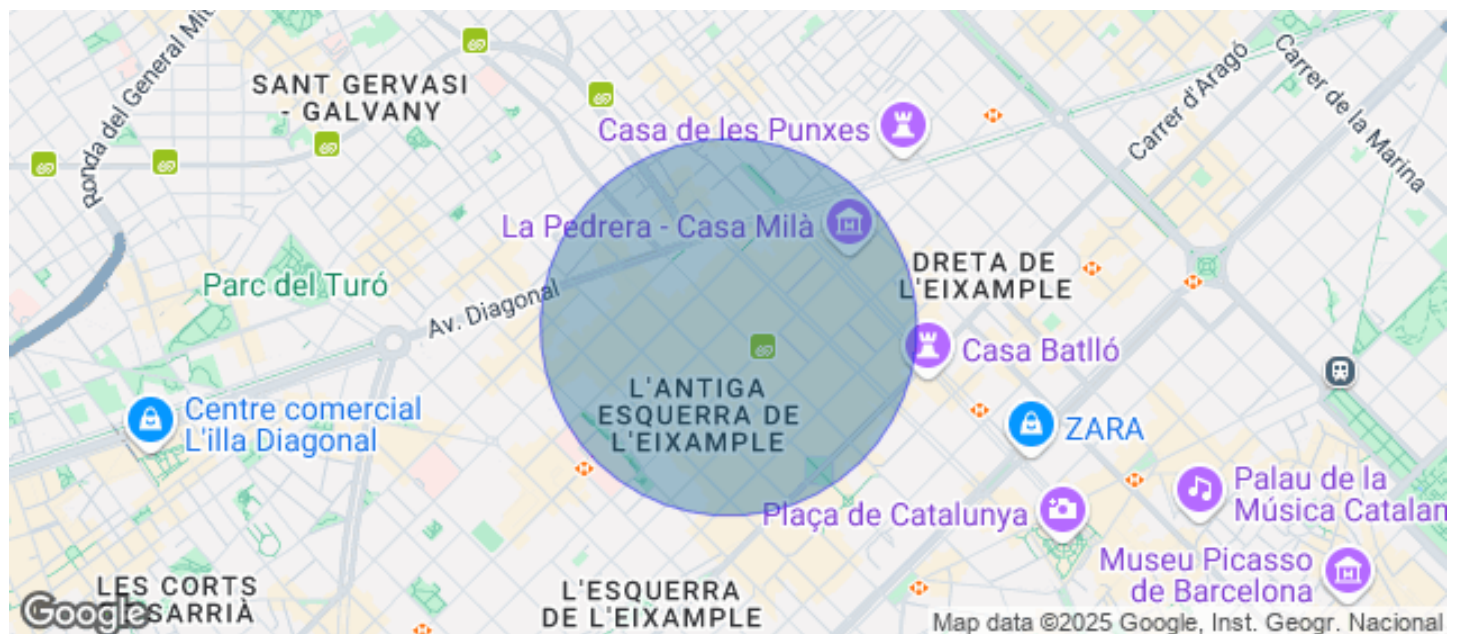 Ronda del General Mit
SANT GERVASI
- GALVANY
Casa de les Punxes
Carrer d'Aragó
Carrer de la Marina
La Pedrera - Casa Milà
DRETA DE
L'EIXAMPLE
Parc del Turó
Av. Diagonal
Casa Batlló
L'ANTIGA
ESQUERRA DE
L'EIXAMPLE
Centre comercial
L'illa Diagonal
ZARA
Plaça de Catalunya
Palau de la
Música Catalan
Museu Picasso
de Barcelona
LES CORTS
SARRIÀ
L'ESQUERRA
DE L'EIXAMPLE
Google
Map data ©2025 Google, Inst. Geogr. Nacional